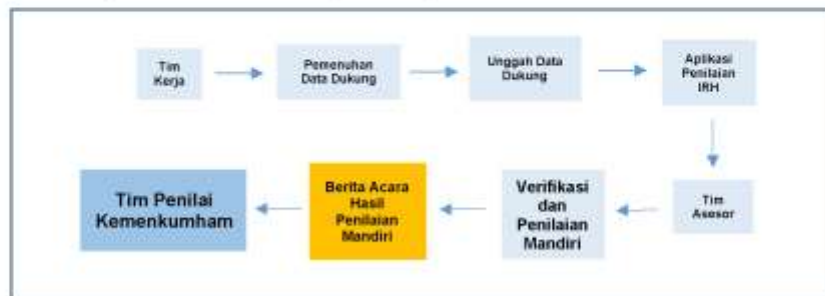 Tim
Kerja
Pemenuhan
Data Dukung
Unggah Data
Dukung
Aplikasi
Penilaian
IRH
Tim
Asesor
Verifikasi
dan
Penilaian
Mandiri
Berita Acara
Hasil
Penilaian
Mandiri
Tim Penilai
Kemenkumham